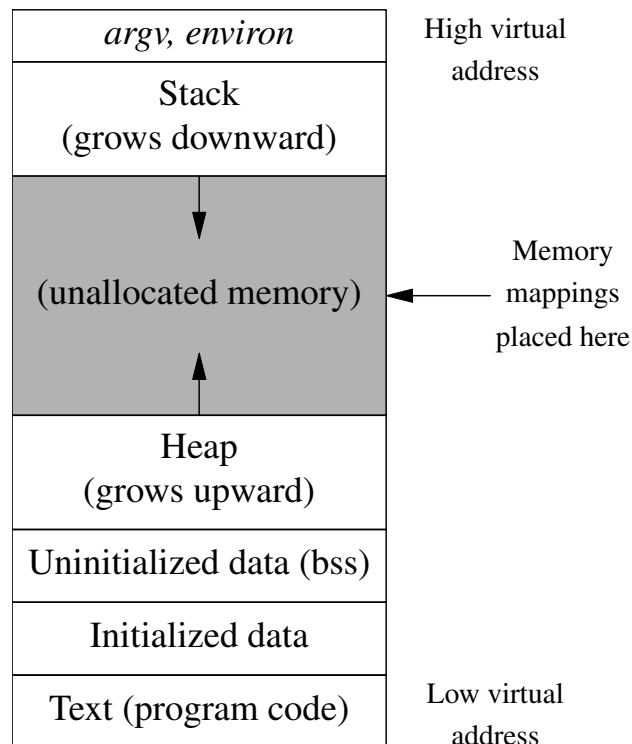 argv, environ
High virtual
address
Stack
(grows downward)
(unallocated memory)
Memory
mappings
placed here
Heap
(grows upward)
Uninitialized data (bss)
Initialized data
Text (program code)
Low virtual
address